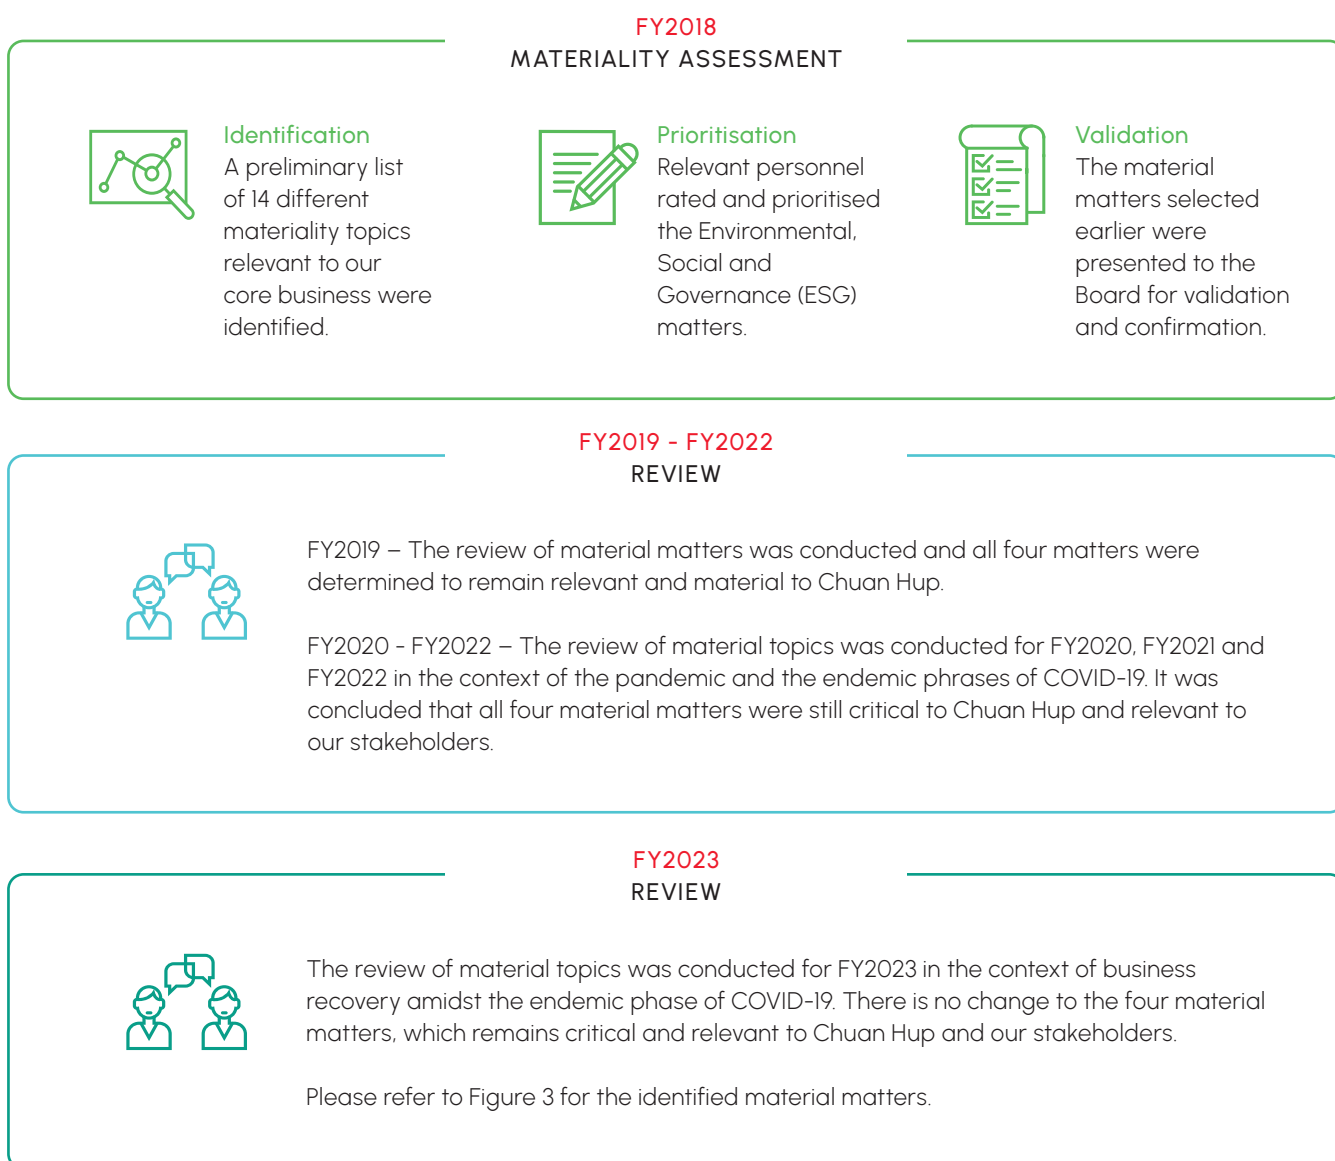 FY2018
MATERIALITY ASSESSMENT
Identification
A preliminary list
of 14 different
materiality topics
relevant to our
core business were
identified.
Prioritisation
Relevant personnel
rated and prioritised
the Environmental,
Social and
Governance (ESG)
matters.
Validation
The material
matters selected
earlier were
presented to the
Board for validation
and confirmation.
FY2019 - FY2022
REVIEW
FY2019 – The review of material matters was conducted and all four matters were
determined to remain relevant and material to Chuan Hup.
FY2020 - FY2022 – The review of material topics was conducted for FY2020, FY2021 and
FY2022 in the context of the pandemic and the endemic phrases of COVID-19. It was
concluded that all four material matters were still critical to Chuan Hup and relevant to
our stakeholders.
FY2023
REVIEW
The review of material topics was conducted for FY2023 in the context of business
recovery amidst the endemic phase of COVID-19. There is no change to the four material
matters, which remains critical and relevant to Chuan Hup and our stakeholders.
Please refer to Figure 3 for the identified material matters.